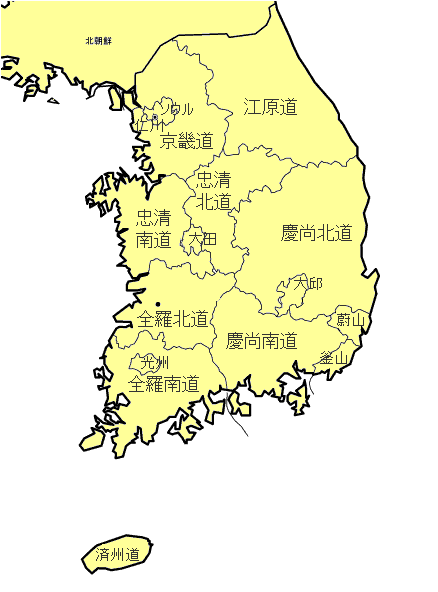 北朝鮮
ソウル
江原道
仁川
京畿道
忠清
北道
忠清
南道
大田
慶尚北道
大邱
全羅北道
蔚山
慶尚南道
釜山
光州
全羅南道
済州道